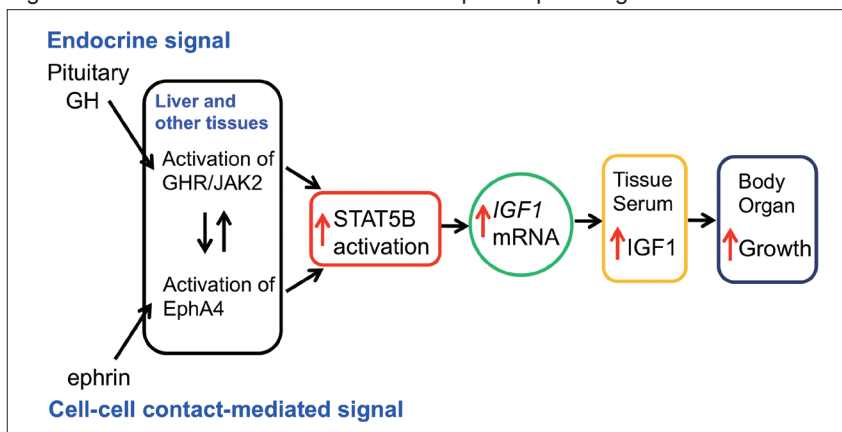 Endocrine signal
Pituitary
GH
Liver and
other tissues
Activation of
GHR/JAK2
Activation of
EphA4
ephrin
Cell-cell contact-mediated signal
STAT5B
activation
IGF1
mRNA
Tissue
Serum
IGF1
Body
Organ
Growth